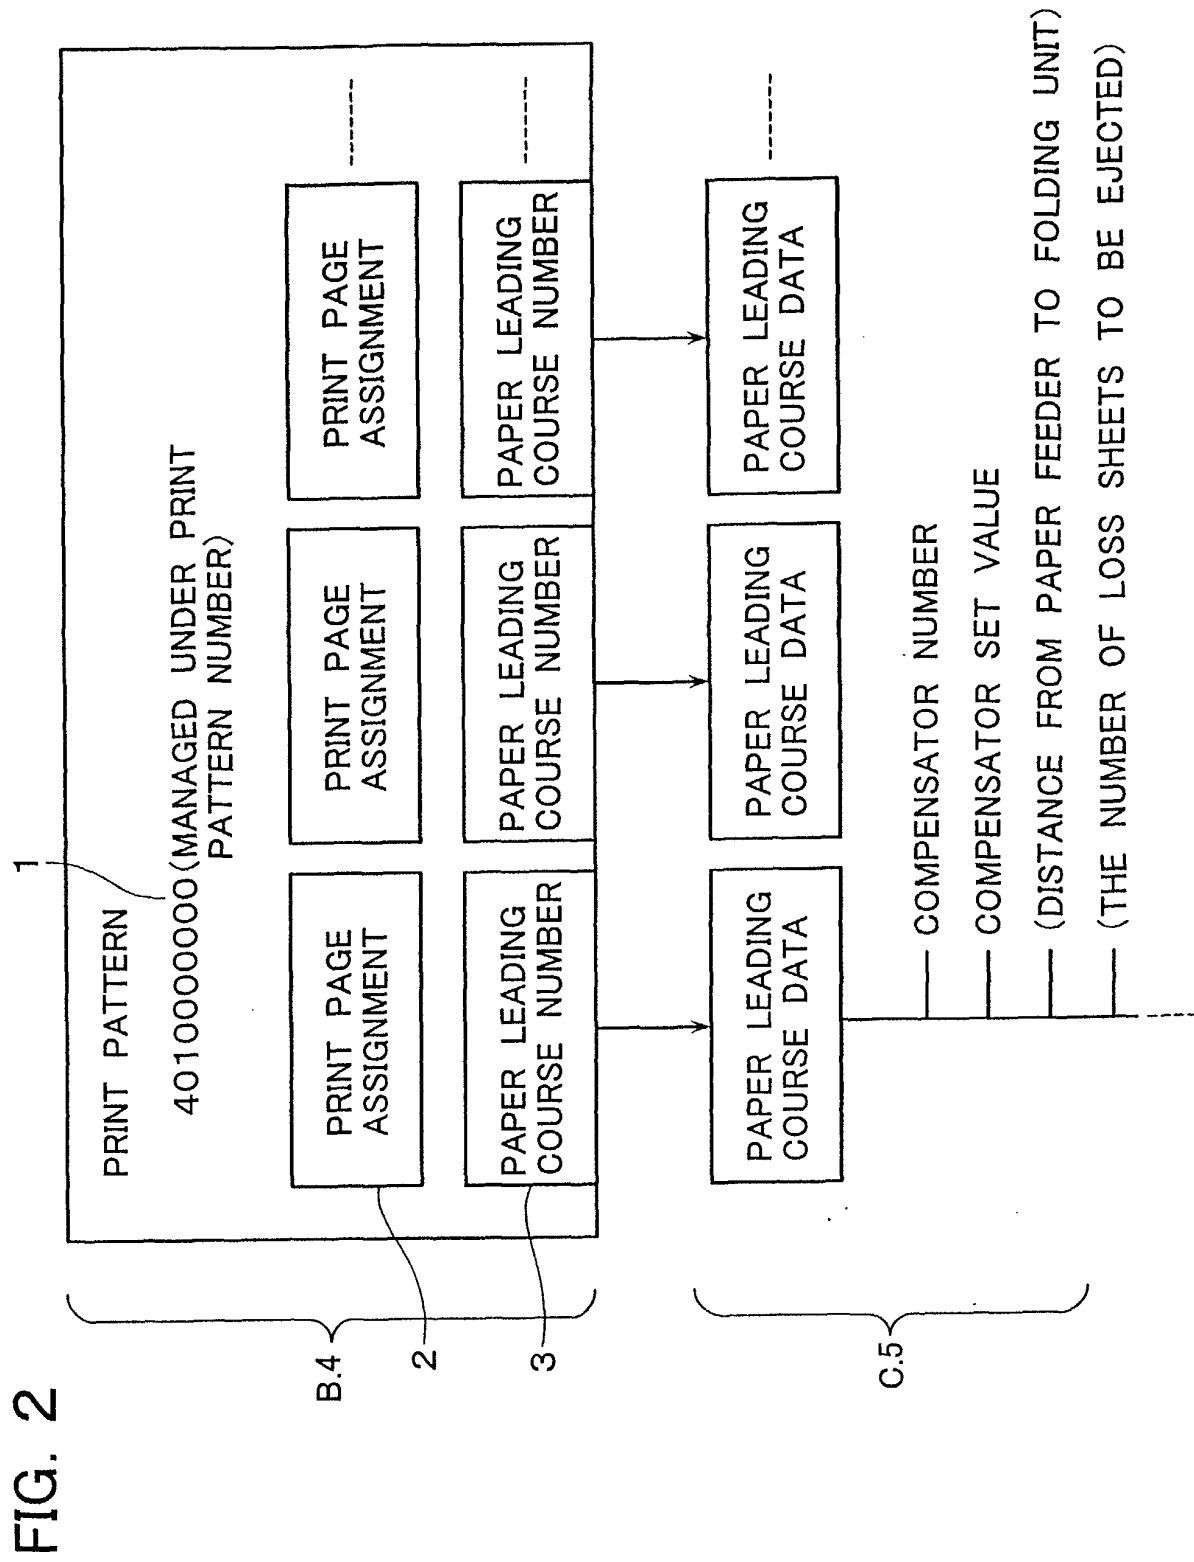 FIG. 2
PRINT PATTERN
1
4010000000(MANAGED UNDER PRINT
PATTERN NUMBER)
B.4
2
3
PRINT PAGE
ASSIGNMENT
PRINT PAGE
ASSIGNMENT
PRINT PAGE
ASSIGNMENT
PAPER LEADING
COURSE NUMBER
PAPER LEADING
COURSE NUMBER
PAPER LEADING
COURSE NUMBER
C.5
PAPER LEADING
COURSE DATA
PAPER LEADING
COURSE DATA
PAPER LEADING
COURSE DATA
COMPENSATOR NUMBER
COMPENSATOR SET VALUE
(DISTANCE FROM PAPER FEEDER TO FOLDING UNIT)
(THE NUMBER OF LOSS SHEETS TO BE EJECTED)